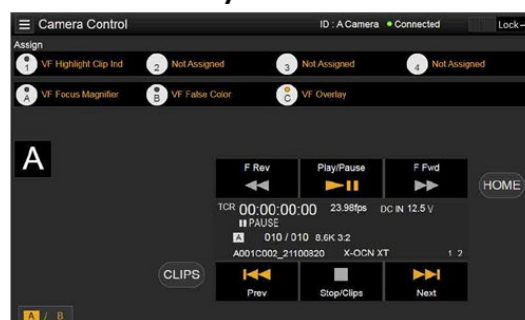 Camera Control ID : A Camera Connected Lock
Assign
1 VF Highlight Clip Ind 2 Not Assigned 3 Not Assigned 4 Not Assigned
A VF Focus Magnifier B VF False Color C VF Overlay
A
F Rev Play/Pause F Fwd
HOME
TCR 00:00:00:00 23.98fps DC IN 12.5 V
PAUSE
A 010 / 010 8.6K 3:2
A001C002_21100820 X-OCN XT 1 2
CLIPS
Prev Stop/Clips Next
A / B